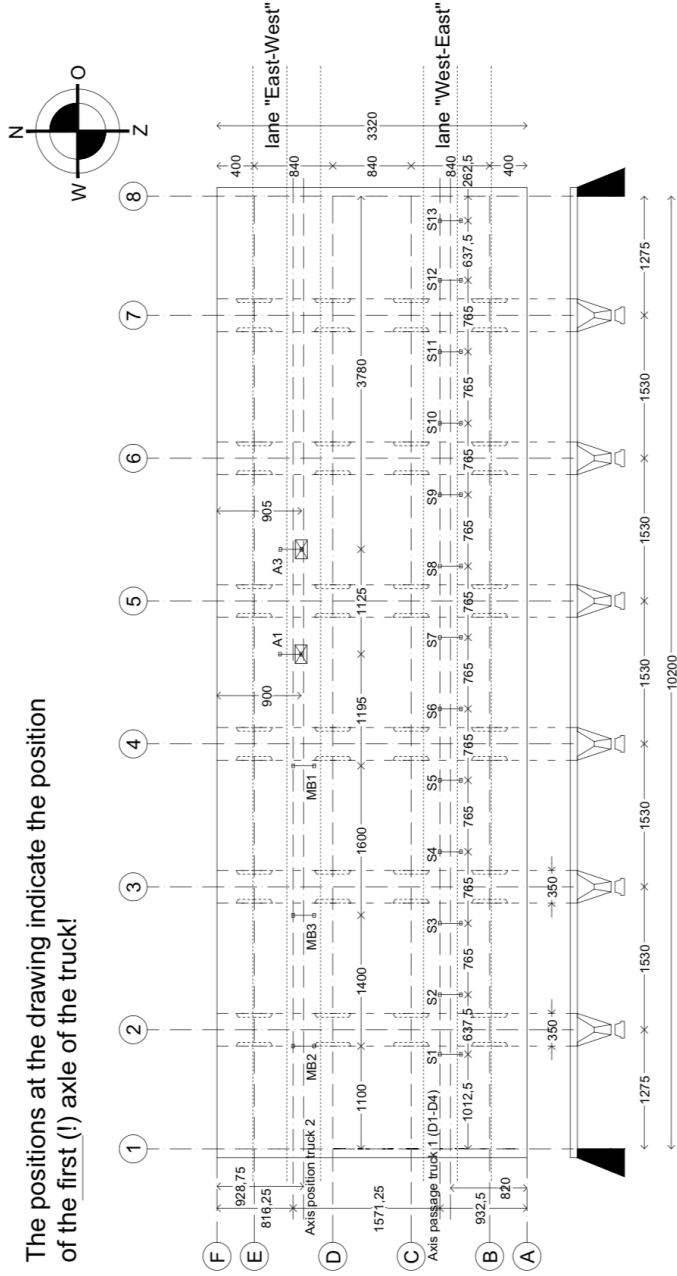 The positions at the drawing indicate the position
of the first (!) axle of the truck!
N
W
O
Z
1
2
3
4
5
6
7
8
F
E
D
C
B
A
lane "East-West"
lane "West-East"
3320
400
840
840
840
400
928,75
816,25
1571,25
932,5
820
900
905
A1
A3
MB2
MB3
MB1
Axis position truck 2
1100
1400
1600
1195
1125
3780
Axis passage truck 1 (D1-D4)
S1
S2
S3
S4
S5
S6
S7
S8
S9
S10
S11
S12
S13
1012,5
637,5
765
765
765
765
765
765
765
765
765
765
637,5
262,5
350
350
1275
1530
1530
1530
1530
1530
1275
10200